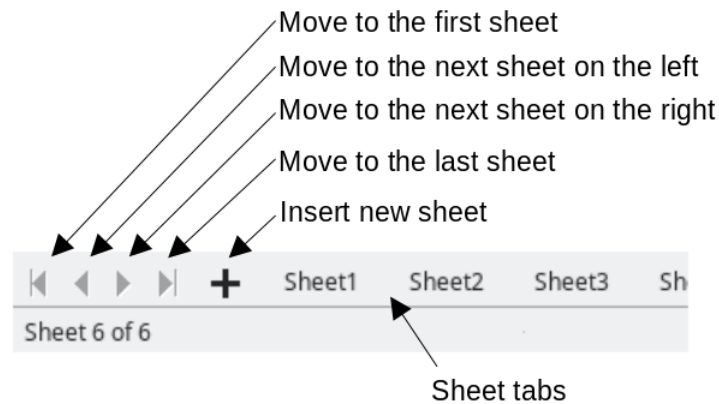 Move to the first sheet
Move to the next sheet on the left
Move to the next sheet on the right
Move to the last sheet
Insert new sheet
Sheet1 Sheet2 Sheet3 Sh
Sheet 6 of 6
Sheet tabs